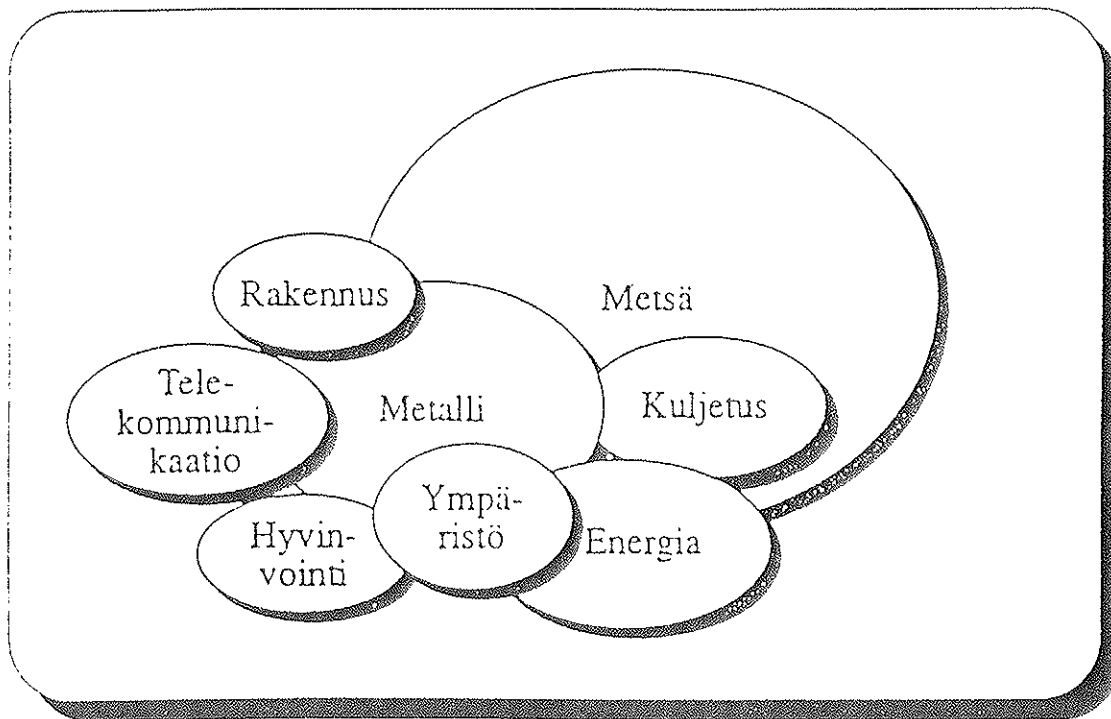 Rakennus
Metsä
Tele-
kommuni-
kaatio
Metalli
Kuljetus
Hyvin-
vointi
Ympä-
ristö
Energia